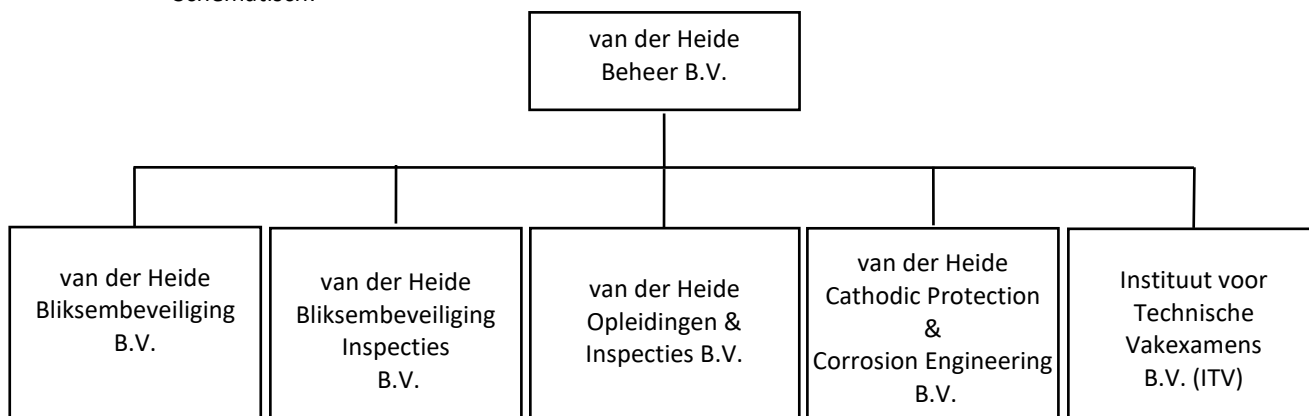 van der Heide
Beheer B.V.
van der Heide
Bliksembeveiliging
B.V.
van der Heide
Bliksembeveiliging
Inspecties
B.V.
van der Heide
Opleidingen &
Inspecties B.V.
van der Heide
Cathodic Protection
&
Corrosion Engineering
B.V.
Instituut voor
Technische
Vakexamens
B.V. (ITV)